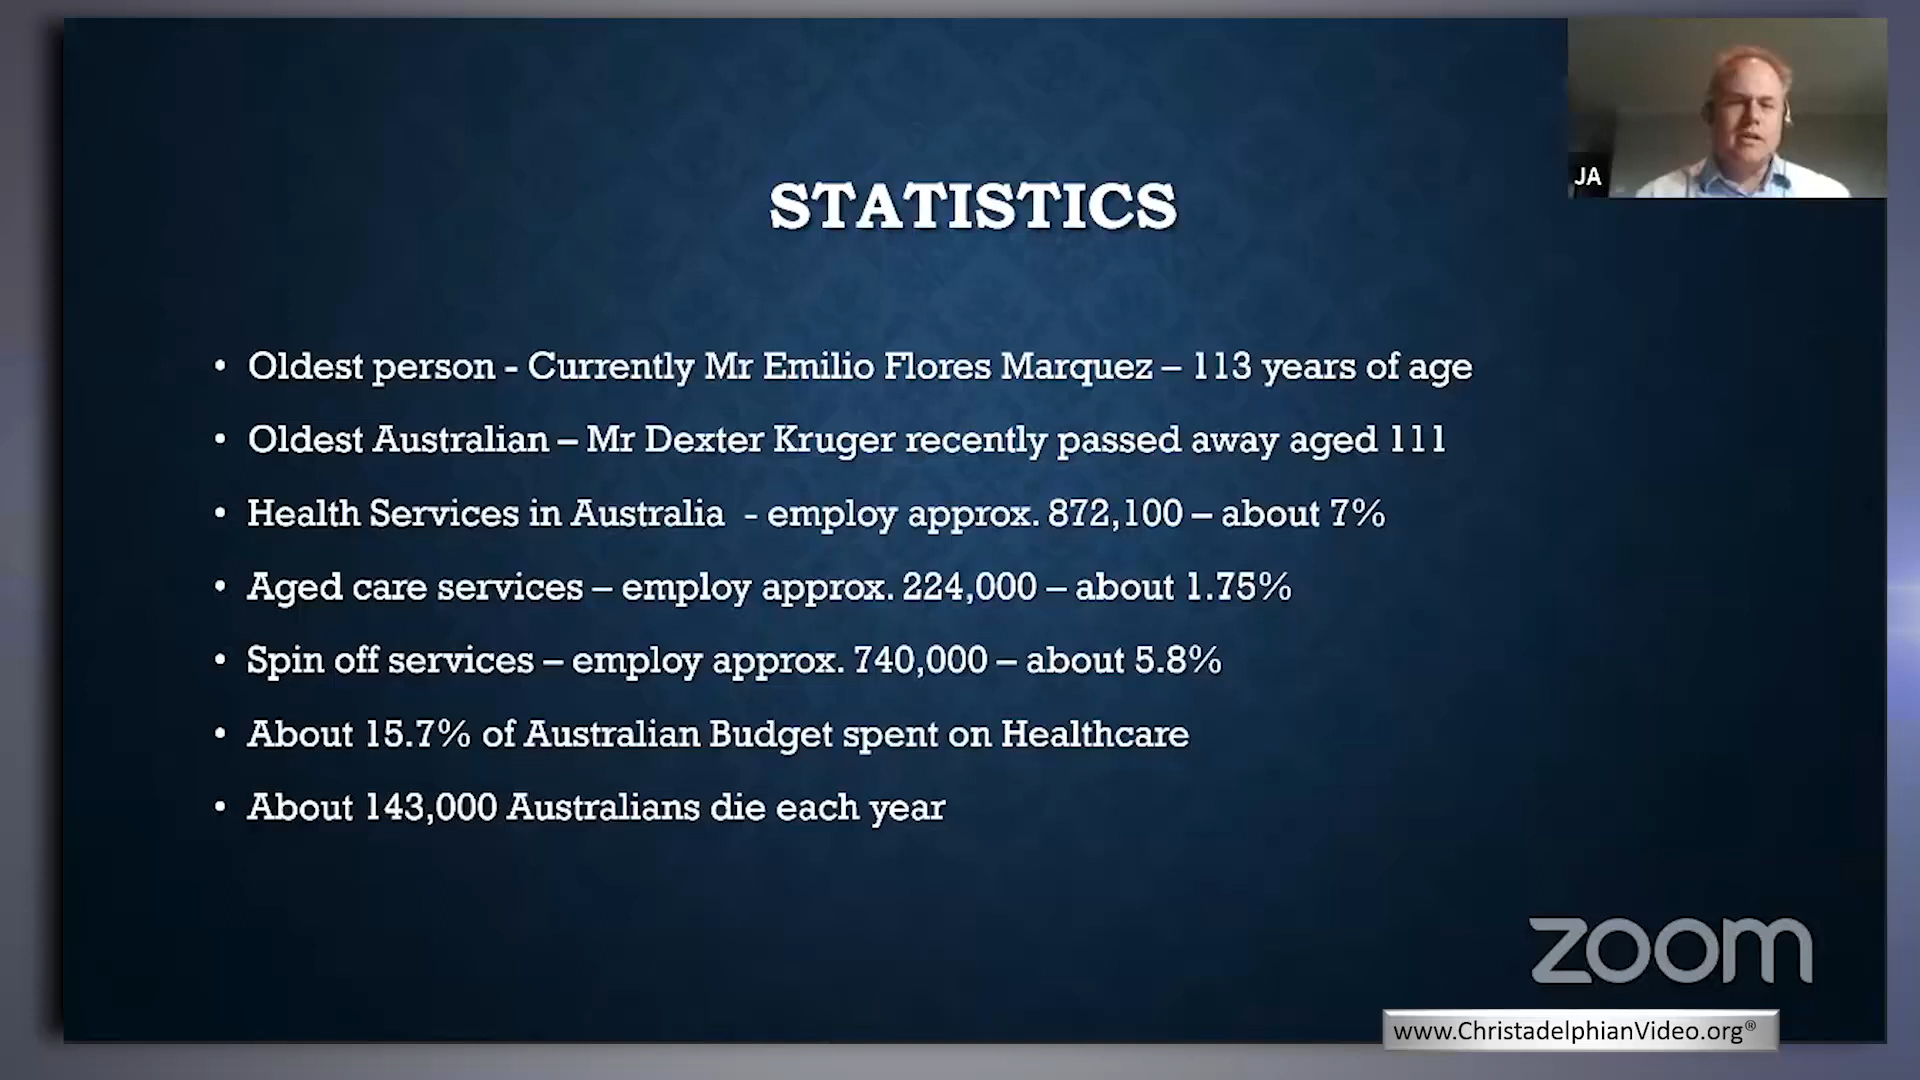 JA
STATISTICS
• Oldest person - Currently Mr Emilio Flores Marquez – 113 years of age
• Oldest Australian – Mr Dexter Kruger recently passed away aged 111
• Health Services in Australia  - employ approx. 872,100 – about 7%
• Aged care services – employ approx. 224,000 – about 1.75%
• Spin off services – employ approx. 740,000 – about 5.8%
• About 15.7% of Australian Budget spent on Healthcare
• About 143,000 Australians die each year
zoom
www.ChristadelphianVideo.org®